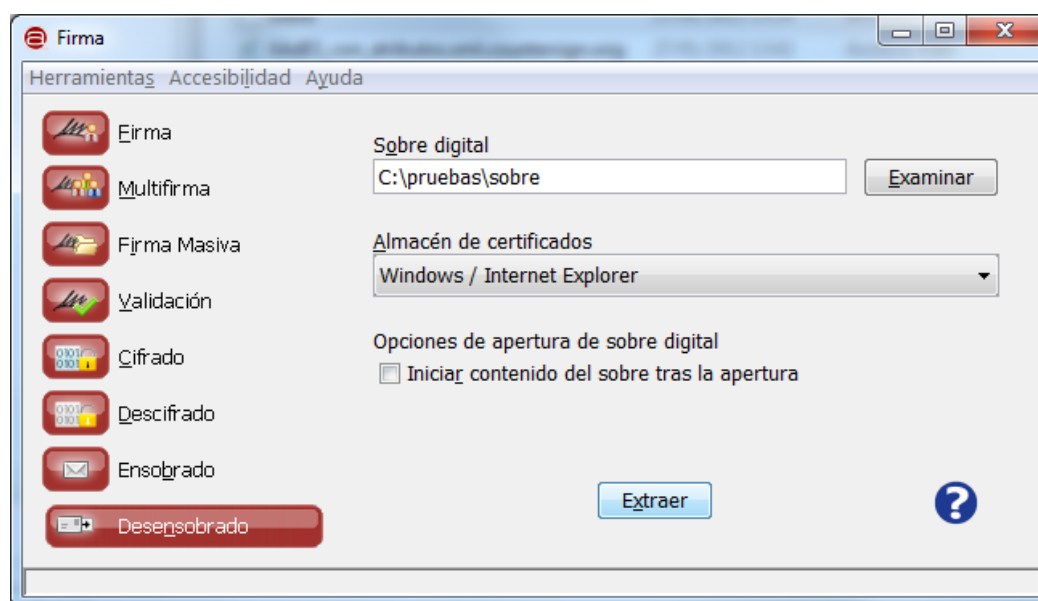 Firma
Herramientas Accesibilidad Ayuda
Firma
Multifirma
Firma Masiva
Validación
Cifrado
Descifrado
Ensobrado
Desensobrado
Sobre digital
C:\pruebas\sobre
Examinar
Almacén de certificados
Windows / Internet Explorer
Opciones de apertura de sobre digital
Iniciar contenido del sobre tras la apertura
Extraer
?